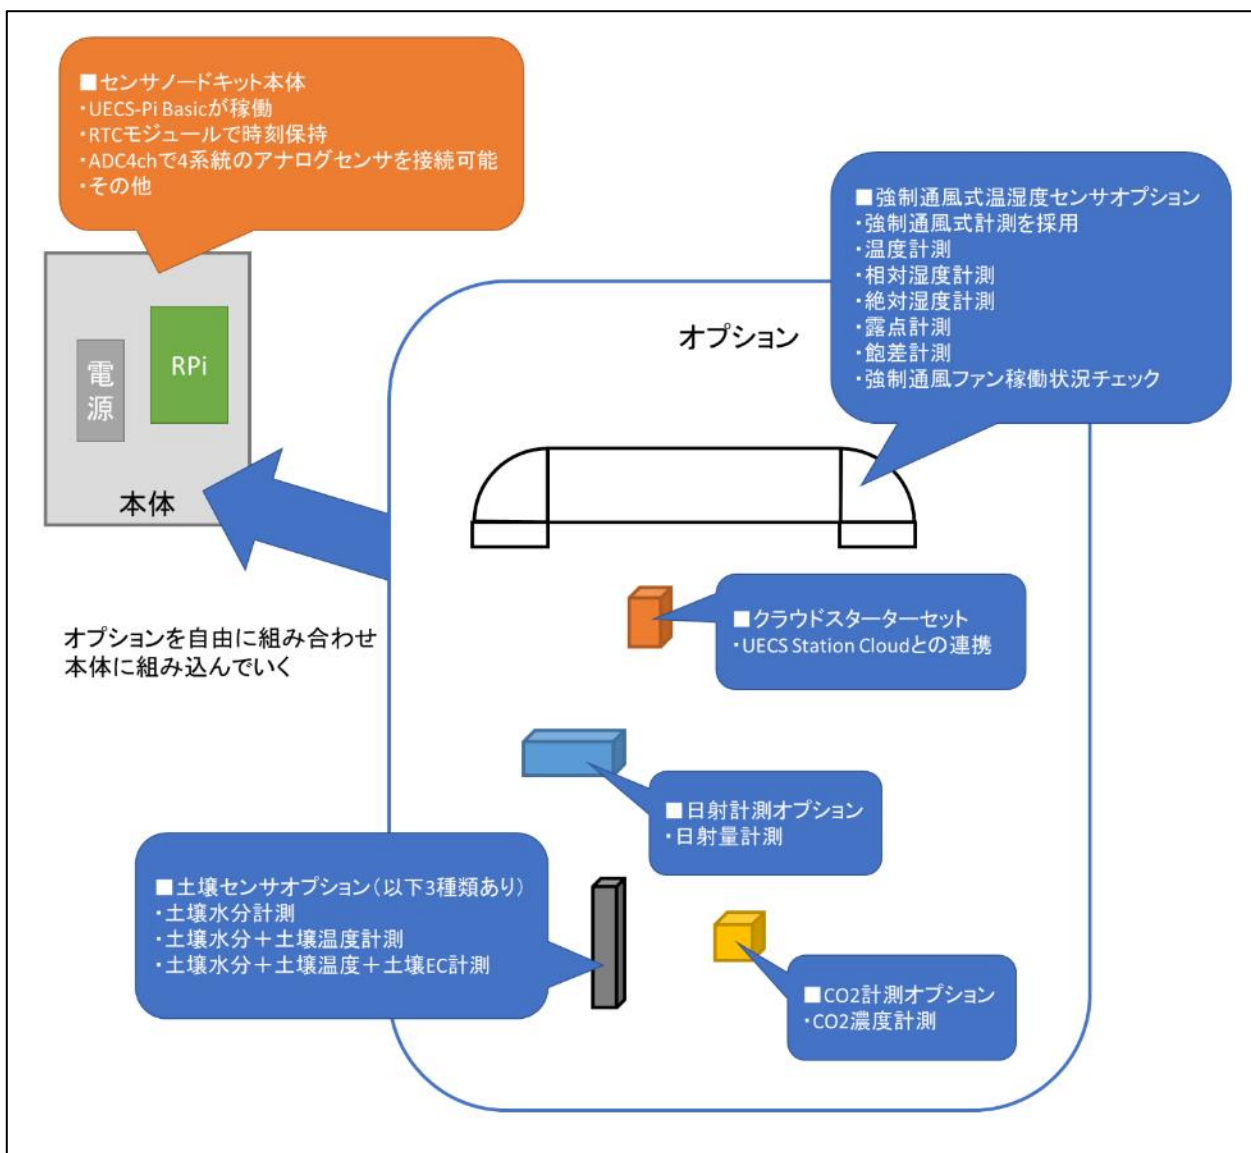 ■センサノードキット本体
・UECS-Pi Basicが稼働
・RTCモジュールで時刻保持
・ADC4chで4系統のアナログセンサを接続可能
・その他
■強制通風式温湿度センサオプション
・強制通風式計測を採用
・温度計測
・相対湿度計測
・絶対湿度計測
・露点計測
・飽差計測
・強制通風ファン稼働状況チェック
オプション
電源
RPi
本体
オプションを自由に組み合わせ
本体に組み込んでいく
■クラウドスターターセット
・UECS Station Cloudとの連携
■日射計測オプション
・日射量計測
■土壌センサオプション(以下3種類あり)
・土壌水分計測
・土壌水分+土壌温度計測
・土壌水分+土壌温度+土壌EC計測
■CO2計測オプション
・CO2濃度計測